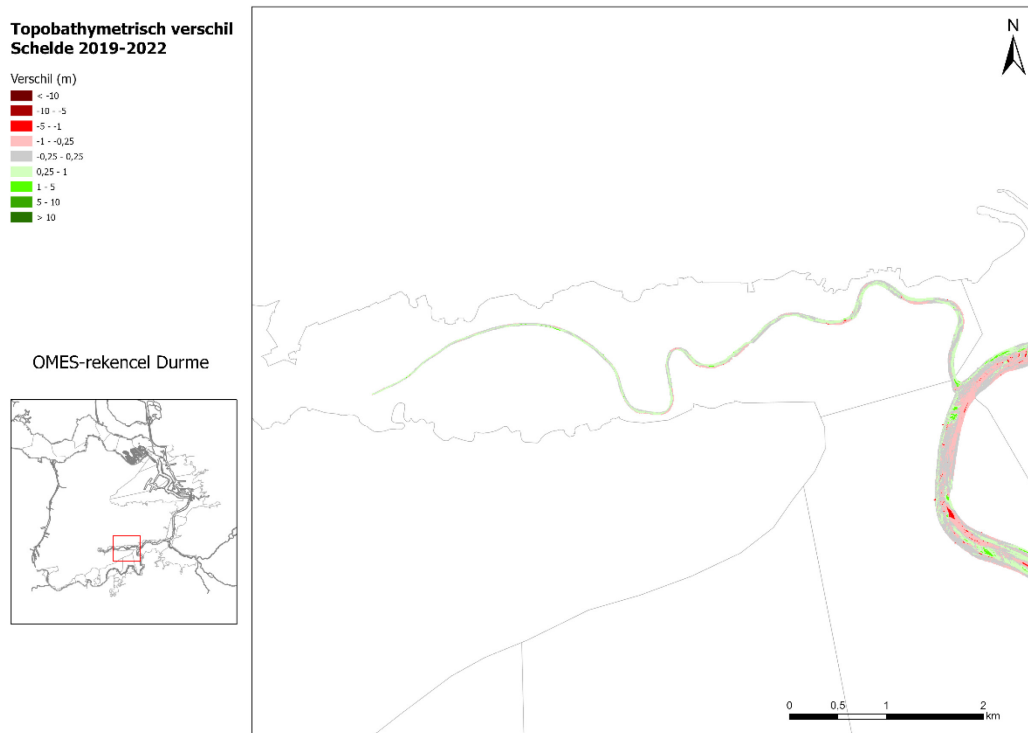 Topobathymetrisch verschil
Schelde 2019-2022
Verschil (m)
< -10
-10 - -5
-5 - -1
-1 - -0,25
-0,25 - 0,25
0,25 - 1
1 - 5
5 - 10
> 10
OMES-rekencel Durme
N
0 0.5 1 2
km